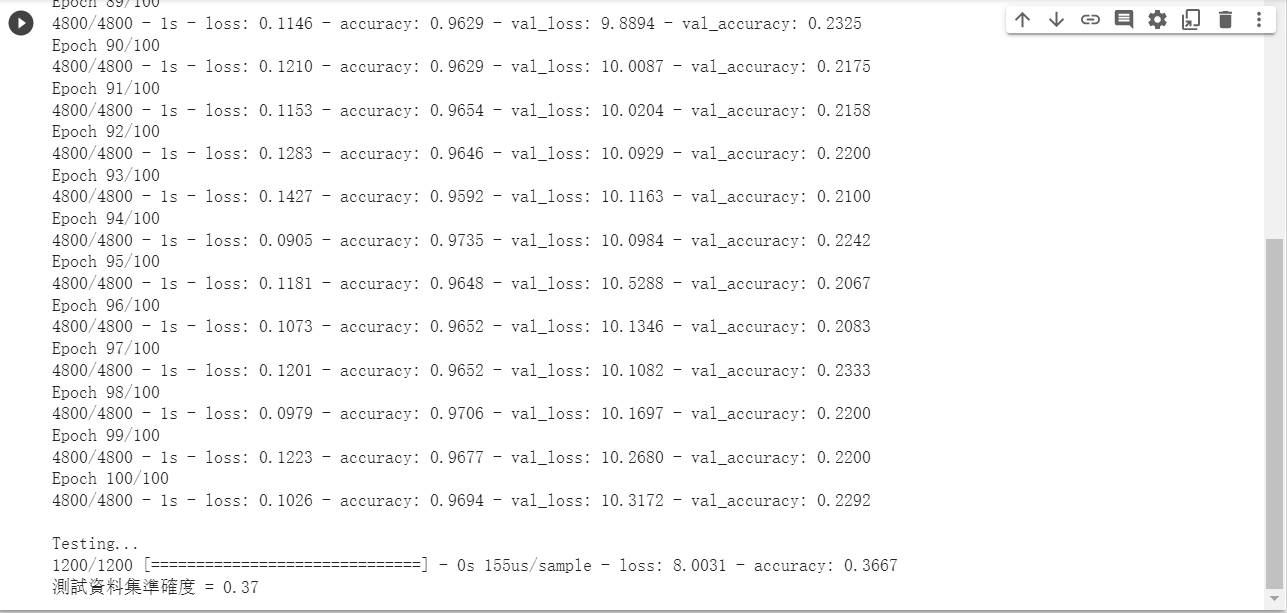 Epoch 89/100
4800/4800 - 1s - loss: 0.1146 - accuracy: 0.9629 - val_loss: 9.8894 - val_accuracy: 0.2325
Epoch 90/100
4800/4800 - 1s - loss: 0.1210 - accuracy: 0.9629 - val_loss: 10.0087 - val_accuracy: 0.2175
Epoch 91/100
4800/4800 - 1s - loss: 0.1153 - accuracy: 0.9654 - val_loss: 10.0204 - val_accuracy: 0.2158
Epoch 92/100
4800/4800 - 1s - loss: 0.1283 - accuracy: 0.9646 - val_loss: 10.0929 - val_accuracy: 0.2200
Epoch 93/100
4800/4800 - 1s - loss: 0.1427 - accuracy: 0.9592 - val_loss: 10.1163 - val_accuracy: 0.2100
Epoch 94/100
4800/4800 - 1s - loss: 0.0905 - accuracy: 0.9735 - val_loss: 10.0984 - val_accuracy: 0.2242
Epoch 95/100
4800/4800 - 1s - loss: 0.1181 - accuracy: 0.9648 - val_loss: 10.5288 - val_accuracy: 0.2067
Epoch 96/100
4800/4800 - 1s - loss: 0.1073 - accuracy: 0.9652 - val_loss: 10.1346 - val_accuracy: 0.2083
Epoch 97/100
4800/4800 - 1s - loss: 0.1201 - accuracy: 0.9652 - val_loss: 10.1082 - val_accuracy: 0.2333
Epoch 98/100
4800/4800 - 1s - loss: 0.0979 - accuracy: 0.9706 - val_loss: 10.1697 - val_accuracy: 0.2200
Epoch 99/100
4800/4800 - 1s - loss: 0.1223 - accuracy: 0.9677 - val_loss: 10.2680 - val_accuracy: 0.2200
Epoch 100/100
4800/4800 - 1s - loss: 0.1026 - accuracy: 0.9694 - val_loss: 10.3172 - val_accuracy: 0.2292
Testing...
1200/1200 [==============================] - 0s 155us/sample - loss: 8.0031 - accuracy: 0.3667
測試資料集準確度 = 0.37